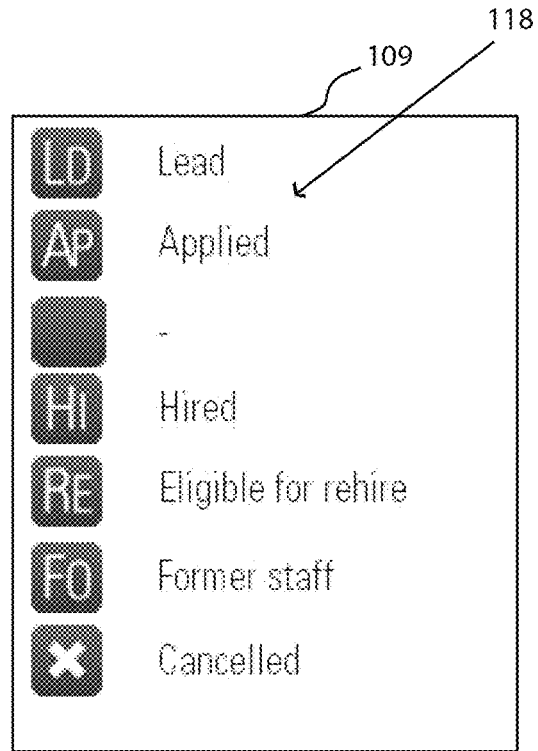 118
109
LD Lead
AP Applied
-
HI Hired
RE Eligible for rehire
FO Former staff
✖ Cancelled